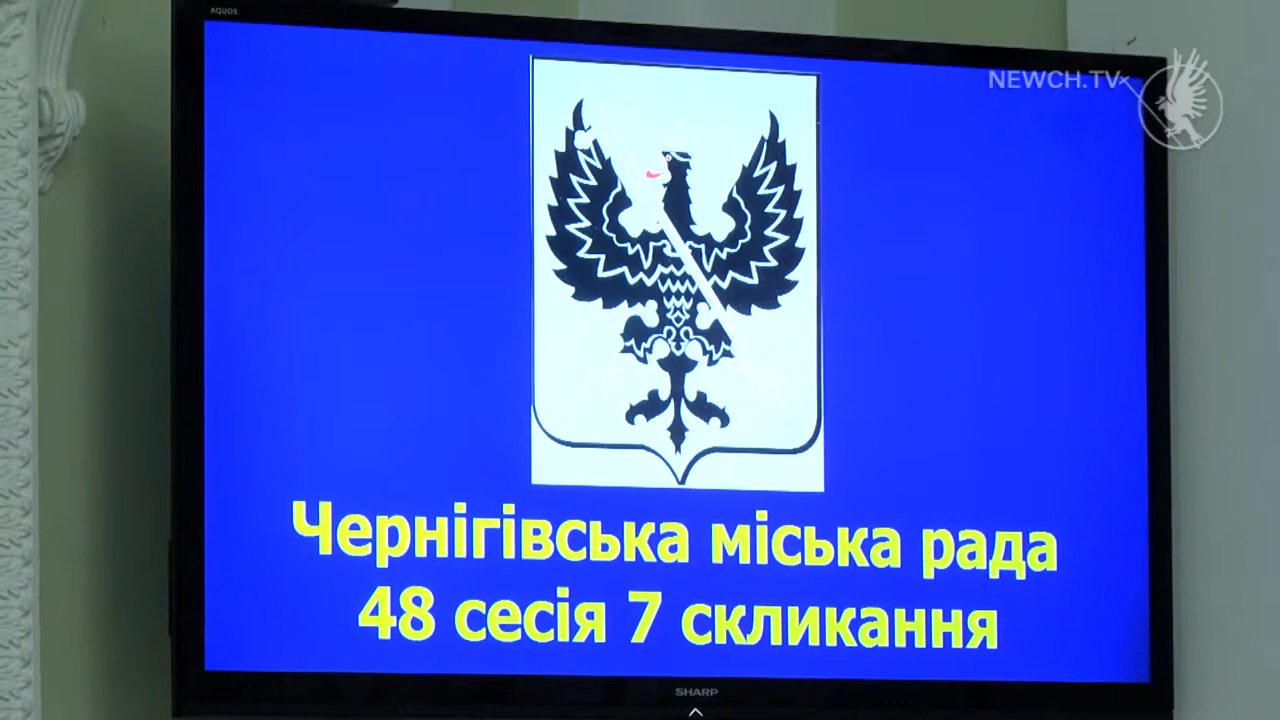 AQUOS
NEWCH.TV
Чернігівська міська рада
48 сесія 7 скликання
SHARP